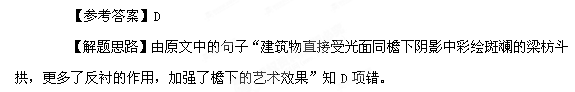 【参考答案】D
【解题思路】由原文中的句子“建筑物直接受光面同檐下阴影中彩绘斑斓的梁枋斗
拱，更多了反衬的作用，加强了檐下的艺术效果”知 D 项错。